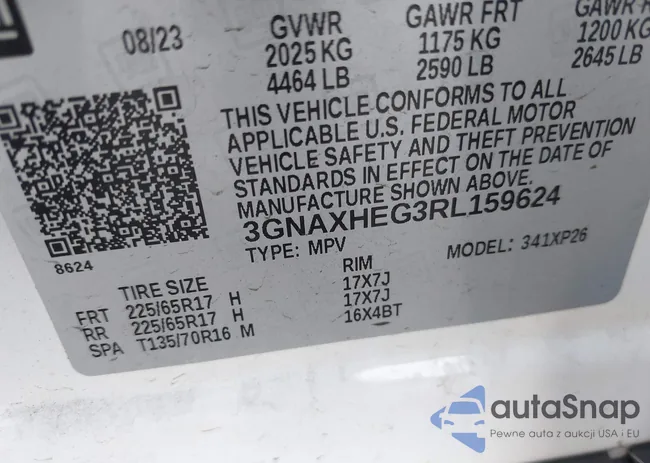 08/23 GVWR GAWR FRT GAWR
2025 KG 1175 KG 1200 KG
4464 LB 2590 LB 2645 LB
THIS VEHICLE CONFORMS TO ALL
APPLICABLE U.S. FEDERAL MOTOR
VEHICLE SAFETY AND THEFT PREVENTION
STANDARDS IN EFFECT ON THE DATE OF
MANUFACTURE SHOWN ABOVE.
3GNAXHEG3RL159624
8624
TYPE: MPV MODEL: 341XP26
TIRE SIZE RIM
FRT 225/65R17 H 17X7J
RR 225/65R17 H 17X7J
SPA T135/70R16 M 16X4BT
autaSnap
Pewne auta z aukcji USA i EU